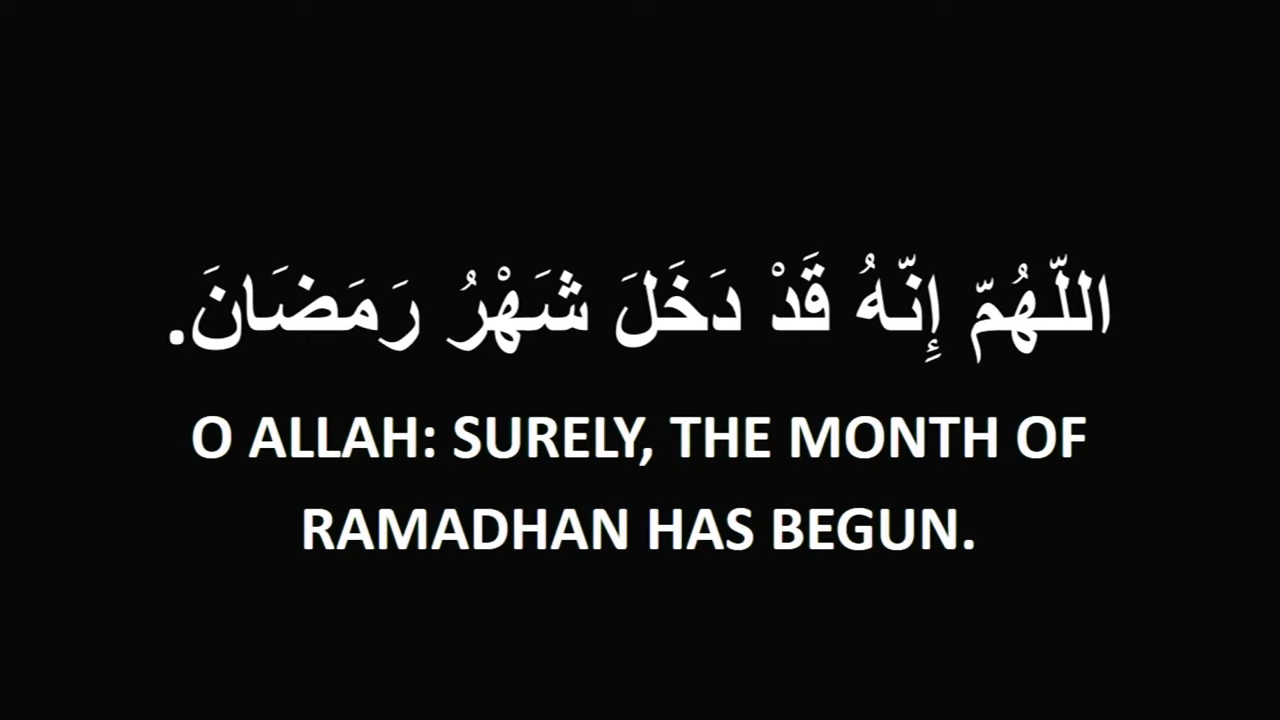 اللّهُمّ إِنّهُ قَدْ دَخَلَ شَهْرُ رَمَضَانَ.
O ALLAH: SURELY, THE MONTH OF
RAMADHAN HAS BEGUN.